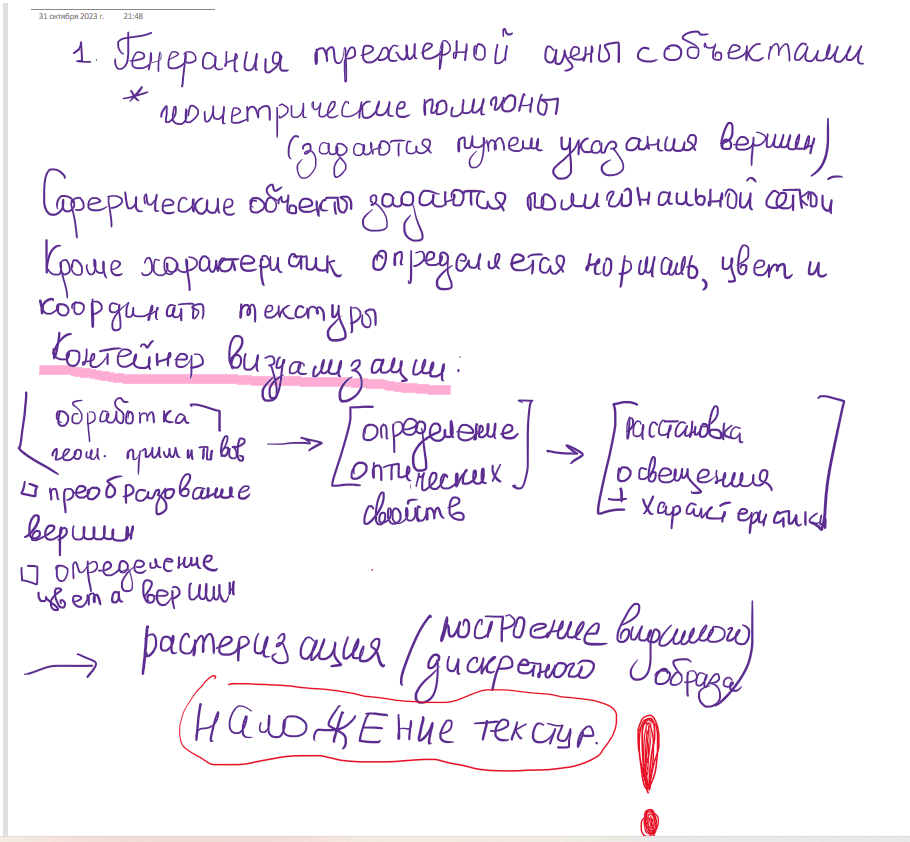 31 октября 2023 г. 21:48
1. Генерания трехмерной сцены с объектами
* геометрические полигоны
(задаются путем указания вершин)
Сферические объекты задаются полигональной сеткой
Кроме характеристик определяется нормаль, цвет и
координаты текстуры
Контейнер визуализации:
обработка
геом. примитивов
→ [определение
оптических
свойств]
→ [расстановка
освещения
+ характеристики]
□ преобразование
вершин
□ определение
цвета вершин
→ растеризация (построение видимого
дискретного образа)
НАЛОЖЕНИЕ ТЕКСТУР.
!